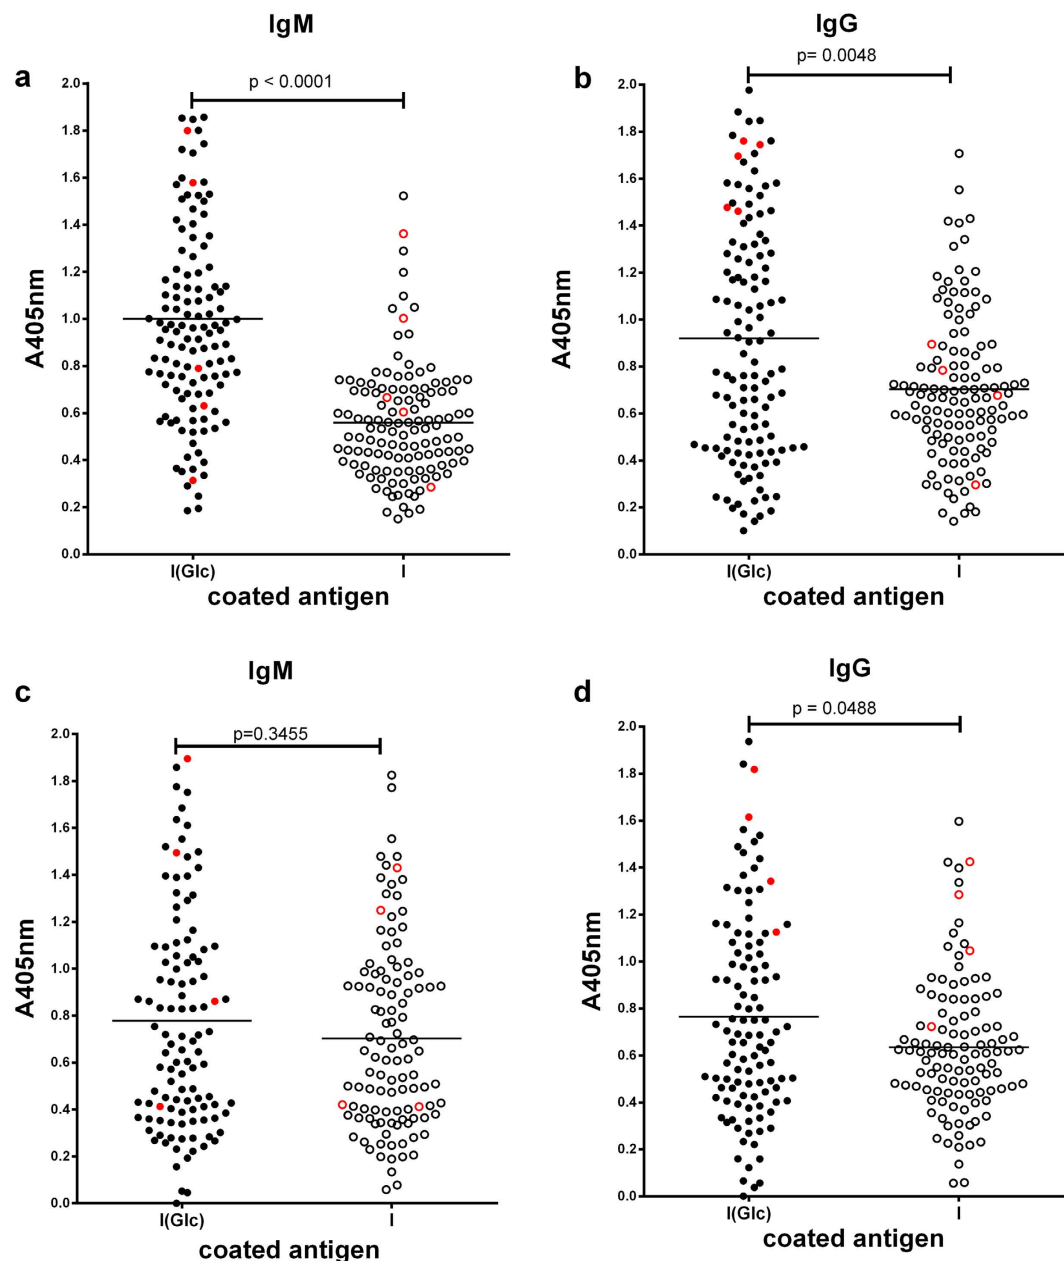 IgM
a
p < 0.0001
2.0
1.8
1.6
1.4
1.2
1.0
0.8
0.6
0.4
0.2
0.0
A405nm
I(Glc)
I
coated antigen
IgG
b
p= 0.0048
2.0
1.8
1.6
1.4
1.2
1.0
0.8
0.6
0.4
0.2
0.0
A405nm
I(Glc)
I
coated antigen
IgM
c
p=0.3455
2.0
1.8
1.6
1.4
1.2
1.0
0.8
0.6
0.4
0.2
0.0
A405nm
I(Glc)
I
coated antigen
IgG
d
p = 0.0488
2.0
1.8
1.6
1.4
1.2
1.0
0.8
0.6
0.4
0.2
0.0
A405nm
I(Glc)
I
coated antigen